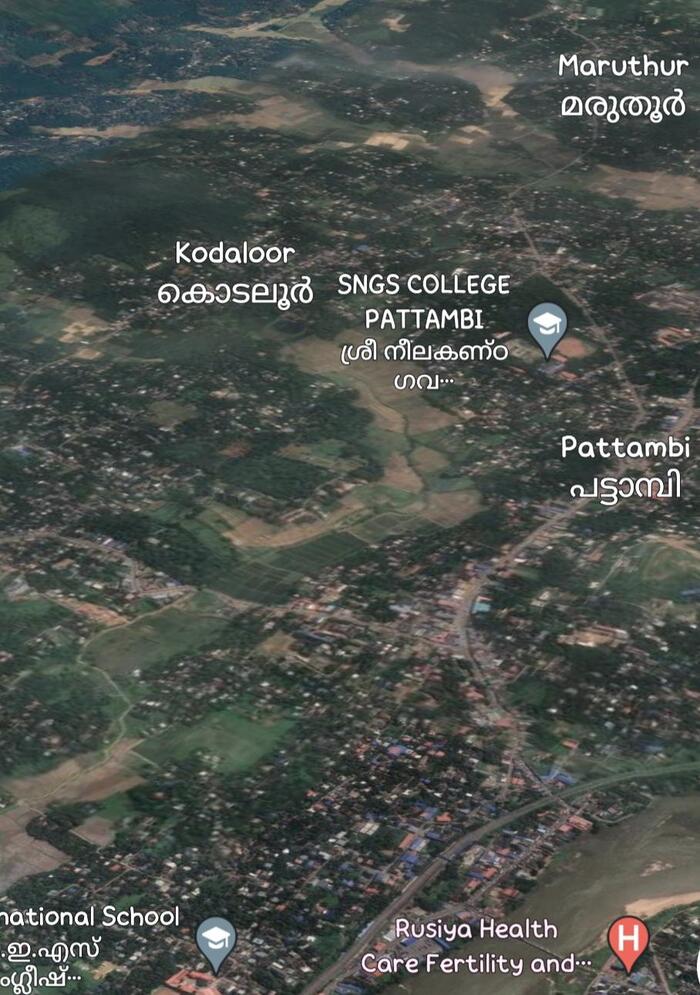 Maruthur
മരുതൂർ
Kodaloor
കൊടലൂർ
SNGS COLLEGE
PATTAMBI
ശ്രീ നീലകണ്ഠ
ഗവ...
Pattambi
പട്ടാമ്പി
national School
.ഇ.എസ്
ംഗ്ലീഷ്...
Rusiya Health
Care Fertility and...
H